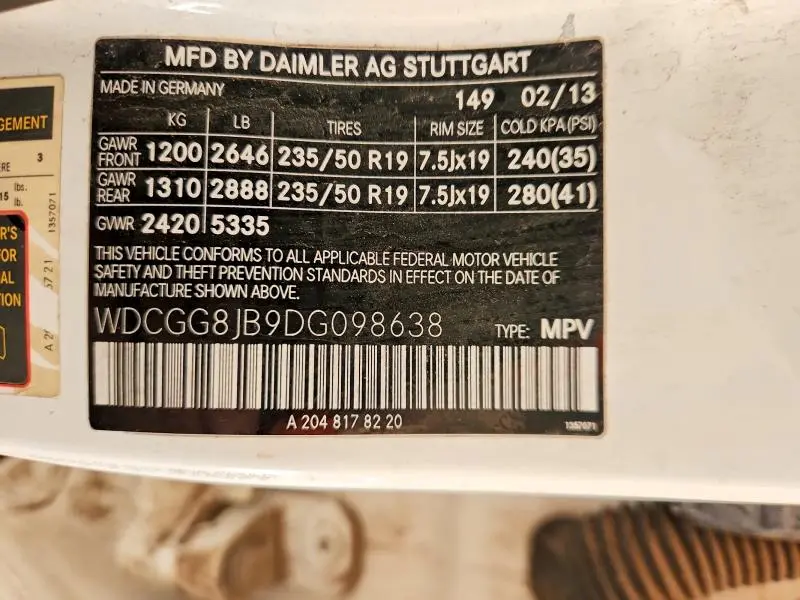 MFD BY DAIMLER AG STUTTGART
MADE IN GERMANY
149 02/13
KG LB TIRES RIM SIZE COLD KPA (PSI)
GAWR FRONT 1200 2646 235/50 R19 7.5Jx19 240(35)
GAWR REAR 1310 2888 235/50 R19 7.5Jx19 280(41)
GVWR 2420 5335
THIS VEHICLE CONFORMS TO ALL APPLICABLE FEDERAL MOTOR VEHICLE
SAFETY AND THEFT PREVENTION STANDARDS IN EFFECT ON THE DATE OF
MANUFACTURE SHOWN ABOVE.
WDCGG8JB9DG098638 TYPE: MPV
A 204 817 82 20
1357071
3
lbs.
lb.
1357071